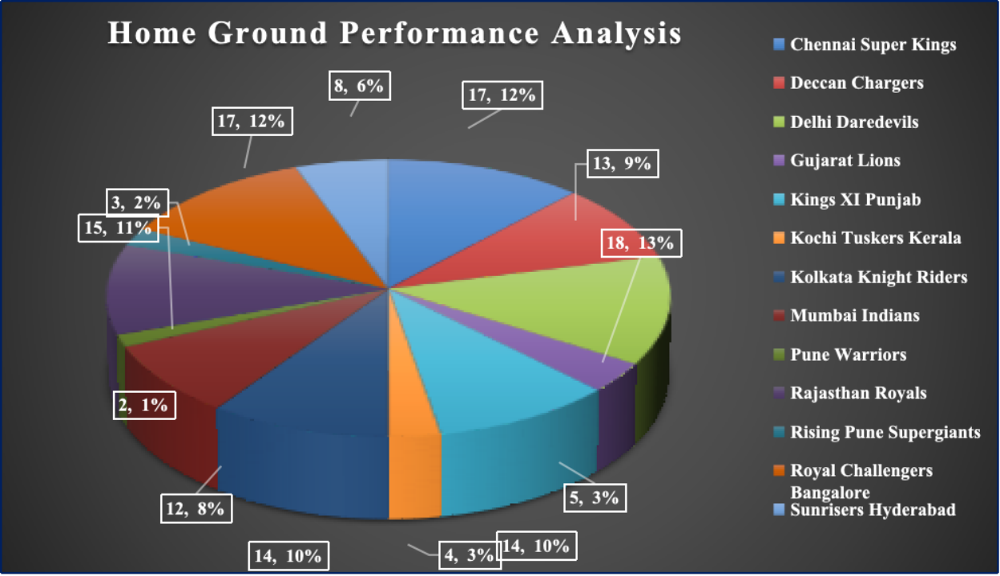 Home Ground Performance Analysis
8, 6%
17, 12%
17, 12%
13, 9%
3, 2%
15, 11%
18, 13%
2, 1%
12, 8%
5, 3%
14, 10%
4, 3%
14, 10%
Chennai Super Kings
Deccan Chargers
Delhi Daredevils
Gujarat Lions
Kings XI Punjab
Kochi Tuskers Kerala
Kolkata Knight Riders
Mumbai Indians
Pune Warriors
Rajasthan Royals
Rising Pune Supergiants
Royal Challengers
Bangalore
Sunrisers Hyderabad